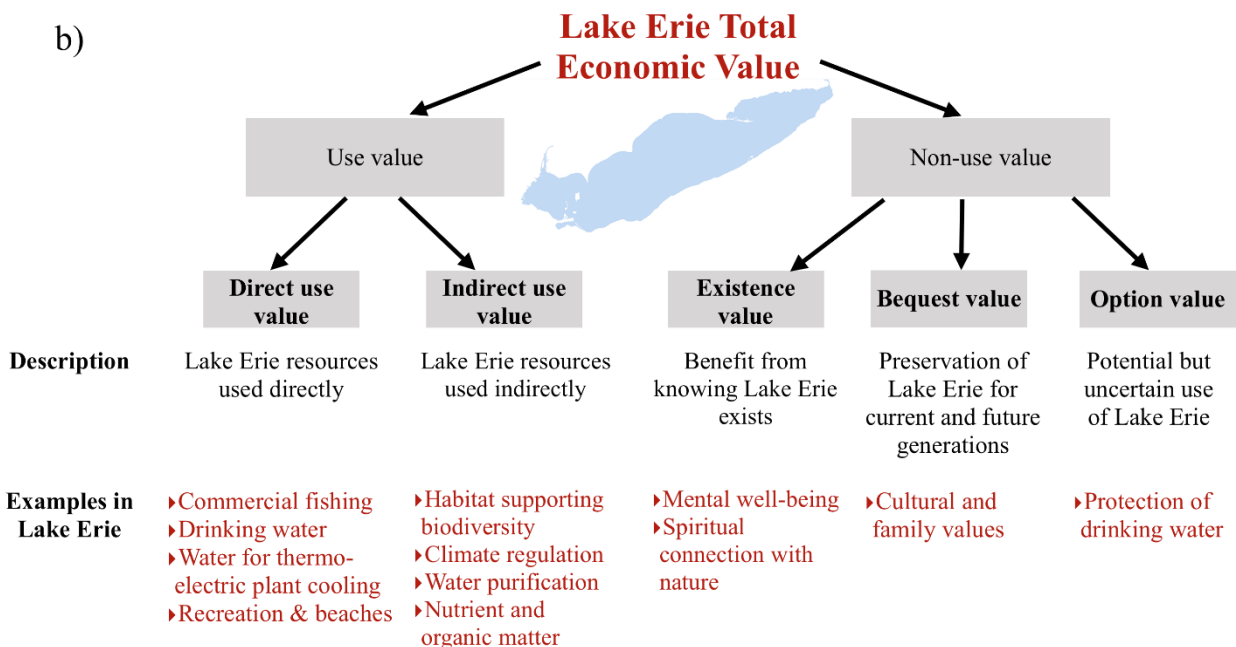 b)
Lake Erie Total
Economic Value
Use value
Non-use value
Direct use
value
Indirect use
value
Existence
value
Bequest value
Option value
Description
Lake Erie resources
used directly
Lake Erie resources
used indirectly
Benefit from
knowing Lake Erie
exists
Preservation of
Lake Erie for
current and future
generations
Potential but
uncertain use
of Lake Erie
Examples in
Lake Erie
‣Commercial fishing
‣Drinking water
‣Water for thermo-
electric plant cooling
‣Recreation & beaches
‣Habitat supporting
biodiversity
‣Climate regulation
‣Water purification
‣Nutrient and
organic matter
‣Mental well-being
‣Spiritual
connection with
nature
‣Cultural and
family values
‣Protection of
drinking water